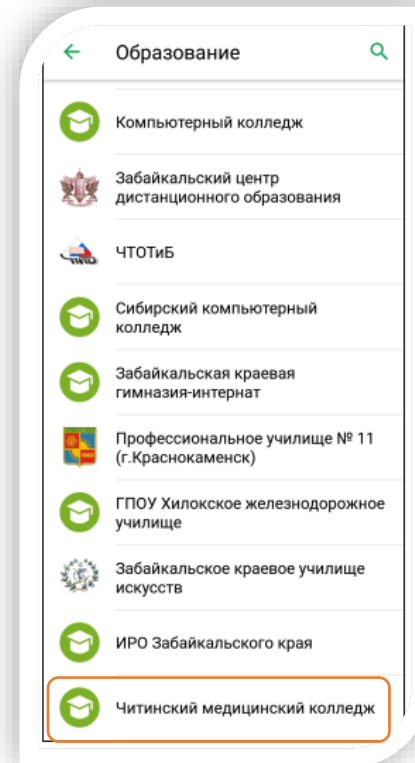 Образование
Компьютерный колледж
Забайкальский центр
дистанционного образования
ЧТОТиБ
Сибирский компьютерный
колледж
Забайкальская краевая
гимназия-интернат
Профессиональное училище № 11
(г.Краснокаменск)
ГПОУ Хилокское железнодорожное
училище
Забайкальское краевое училище
искусств
ИРО Забайкальского края
Читинский медицинский колледж